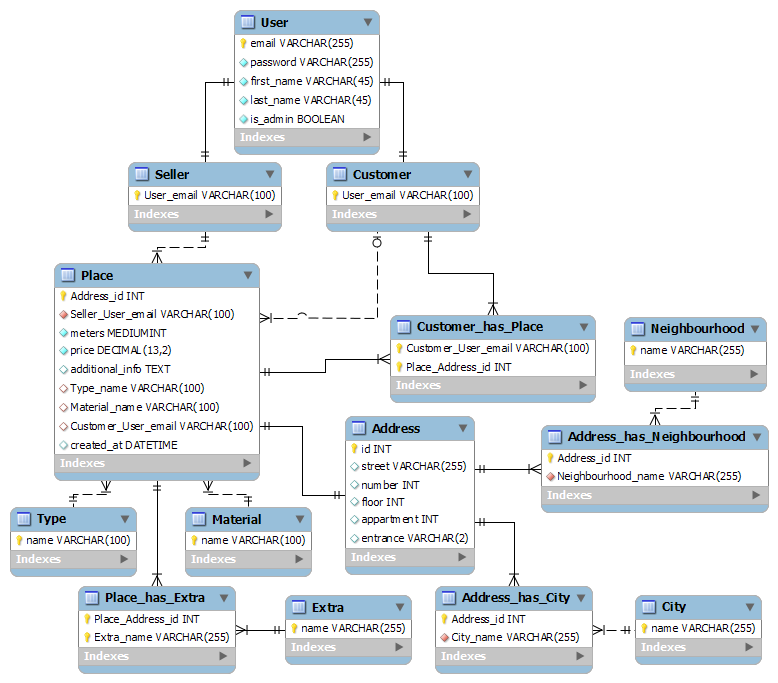 User
email VARCHAR(255)
password VARCHAR(255)
first_name VARCHAR(45)
last_name VARCHAR(45)
is_admin BOOLEAN
Indexes
Seller
User_email VARCHAR(100)
Indexes
Customer
User_email VARCHAR(100)
Indexes
Place
Address_id INT
Seller_User_email VARCHAR(100)
meters MEDIUMINT
price DECIMAL(13,2)
additional_info TEXT
Type_name VARCHAR(100)
Material_name VARCHAR(100)
Customer_User_email VARCHAR(100)
created_at DATETIME
Indexes
Customer_has_Place
Customer_User_email VARCHAR(100)
Place_Address_id INT
Indexes
Neighbourhood
name VARCHAR(255)
Indexes
Address
id INT
street VARCHAR(255)
number INT
floor INT
appartment INT
entrance VARCHAR(2)
Indexes
Address_has_Neighbourhood
Address_id INT
Neighbourhood_name VARCHAR(255)
Indexes
Type
name VARCHAR(100)
Indexes
Material
name VARCHAR(100)
Indexes
Place_has_Extra
Place_Address_id INT
Extra_name VARCHAR(255)
Indexes
Extra
name VARCHAR(255)
Indexes
Address_has_City
Address_id INT
City_name VARCHAR(255)
Indexes
City
name VARCHAR(255)
Indexes